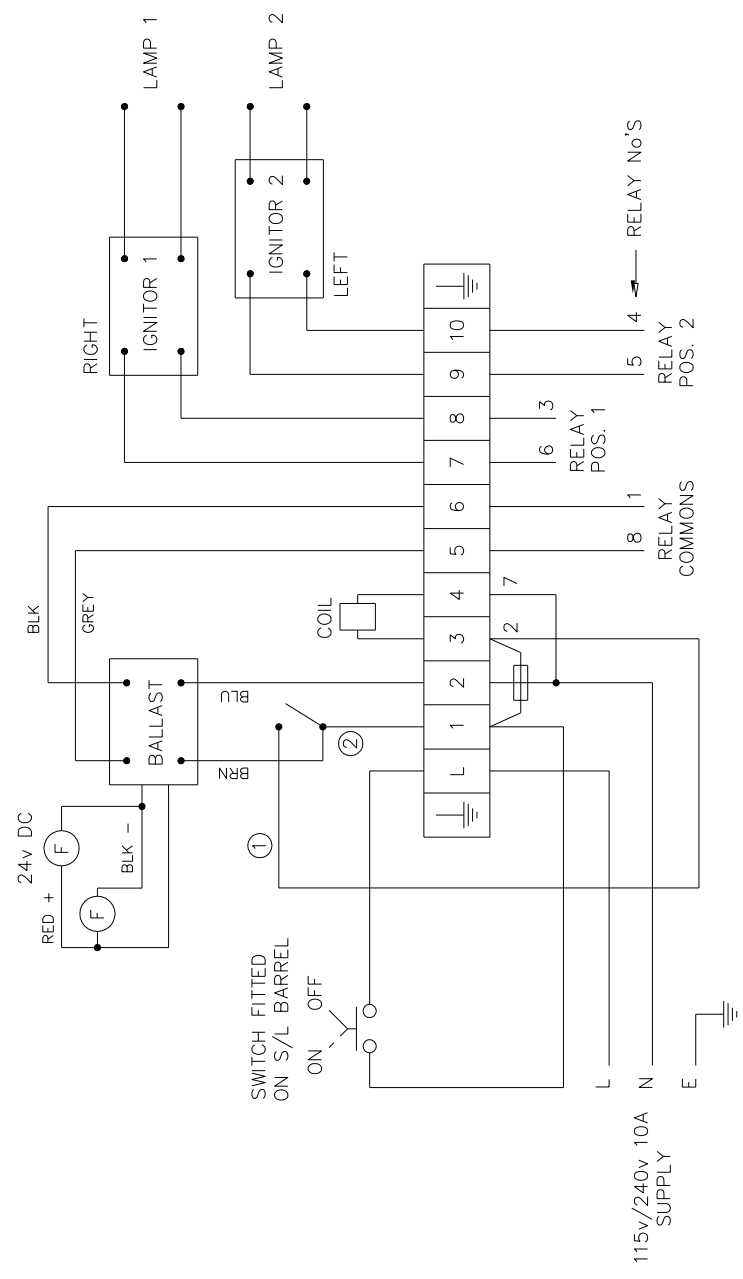 24v DC
BLK
RED +
F
GREY
RIGHT
F
BLK -
BALLAST
IGNITOR 1
LAMP 1
BRN
BLU
SWITCH FITTED
ON S/L BARREL
1
IGNITOR 2
LAMP 2
ON OFF
COIL
LEFT
2
L 1 2 3 4 5 6 7 8 9 10
2 7
6 3
RELAY
POS. 1
L
8 1
5 4
RELAY No'S
N
E
RELAY
COMMONS
RELAY
POS. 2
115v/240v 10A
SUPPLY